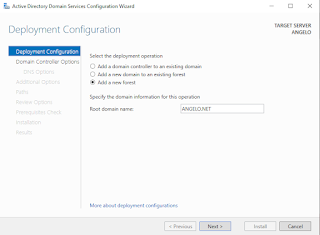 Active Directory Domain Services Configuration Wizard
Deployment Configuration
TARGET SERVER
ANGELO
Deployment Configuration
Domain Controller Options
DNS Options
Additional Options
Paths
Review Options
Prerequisites Check
Installation
Results
Select the deployment operation
Add a domain controller to an existing domain
Add a new domain to an existing forest
Add a new forest
Specify the domain information for this operation
Root domain name:
ANGELO.NET
More about deployment configurations
< Previous
Next >
Install
Cancel